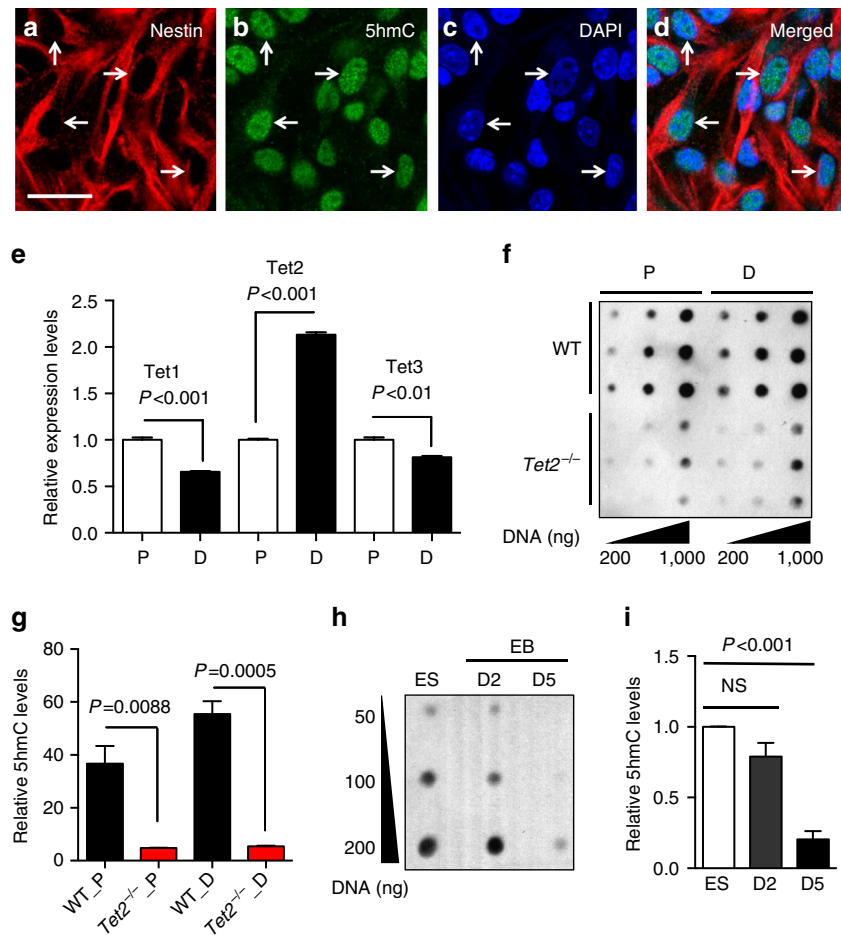 a Nestin
b 5hmC
c DAPI
d Merged
e
Relative expression levels
2.5
2.0
1.5
1.0
0.5
0.0
Tet1
P<0.001
Tet2
P<0.001
Tet3
P<0.01
P D P D P D
f
P D
WT
Tet2–/–
DNA (ng)
200 1,000 200 1,000
g
Relative 5hmC levels
80
60
40
20
0
P=0.0088
P=0.0005
WT_P
Tet2–/–_P
WT_D
Tet2–/–_D
h
EB
ES D2 D5
50
100
200
DNA (ng)
i
Relative 5hmC levels
1.5
1.0
0.5
0.0
P<0.001
NS
ES D2 D5